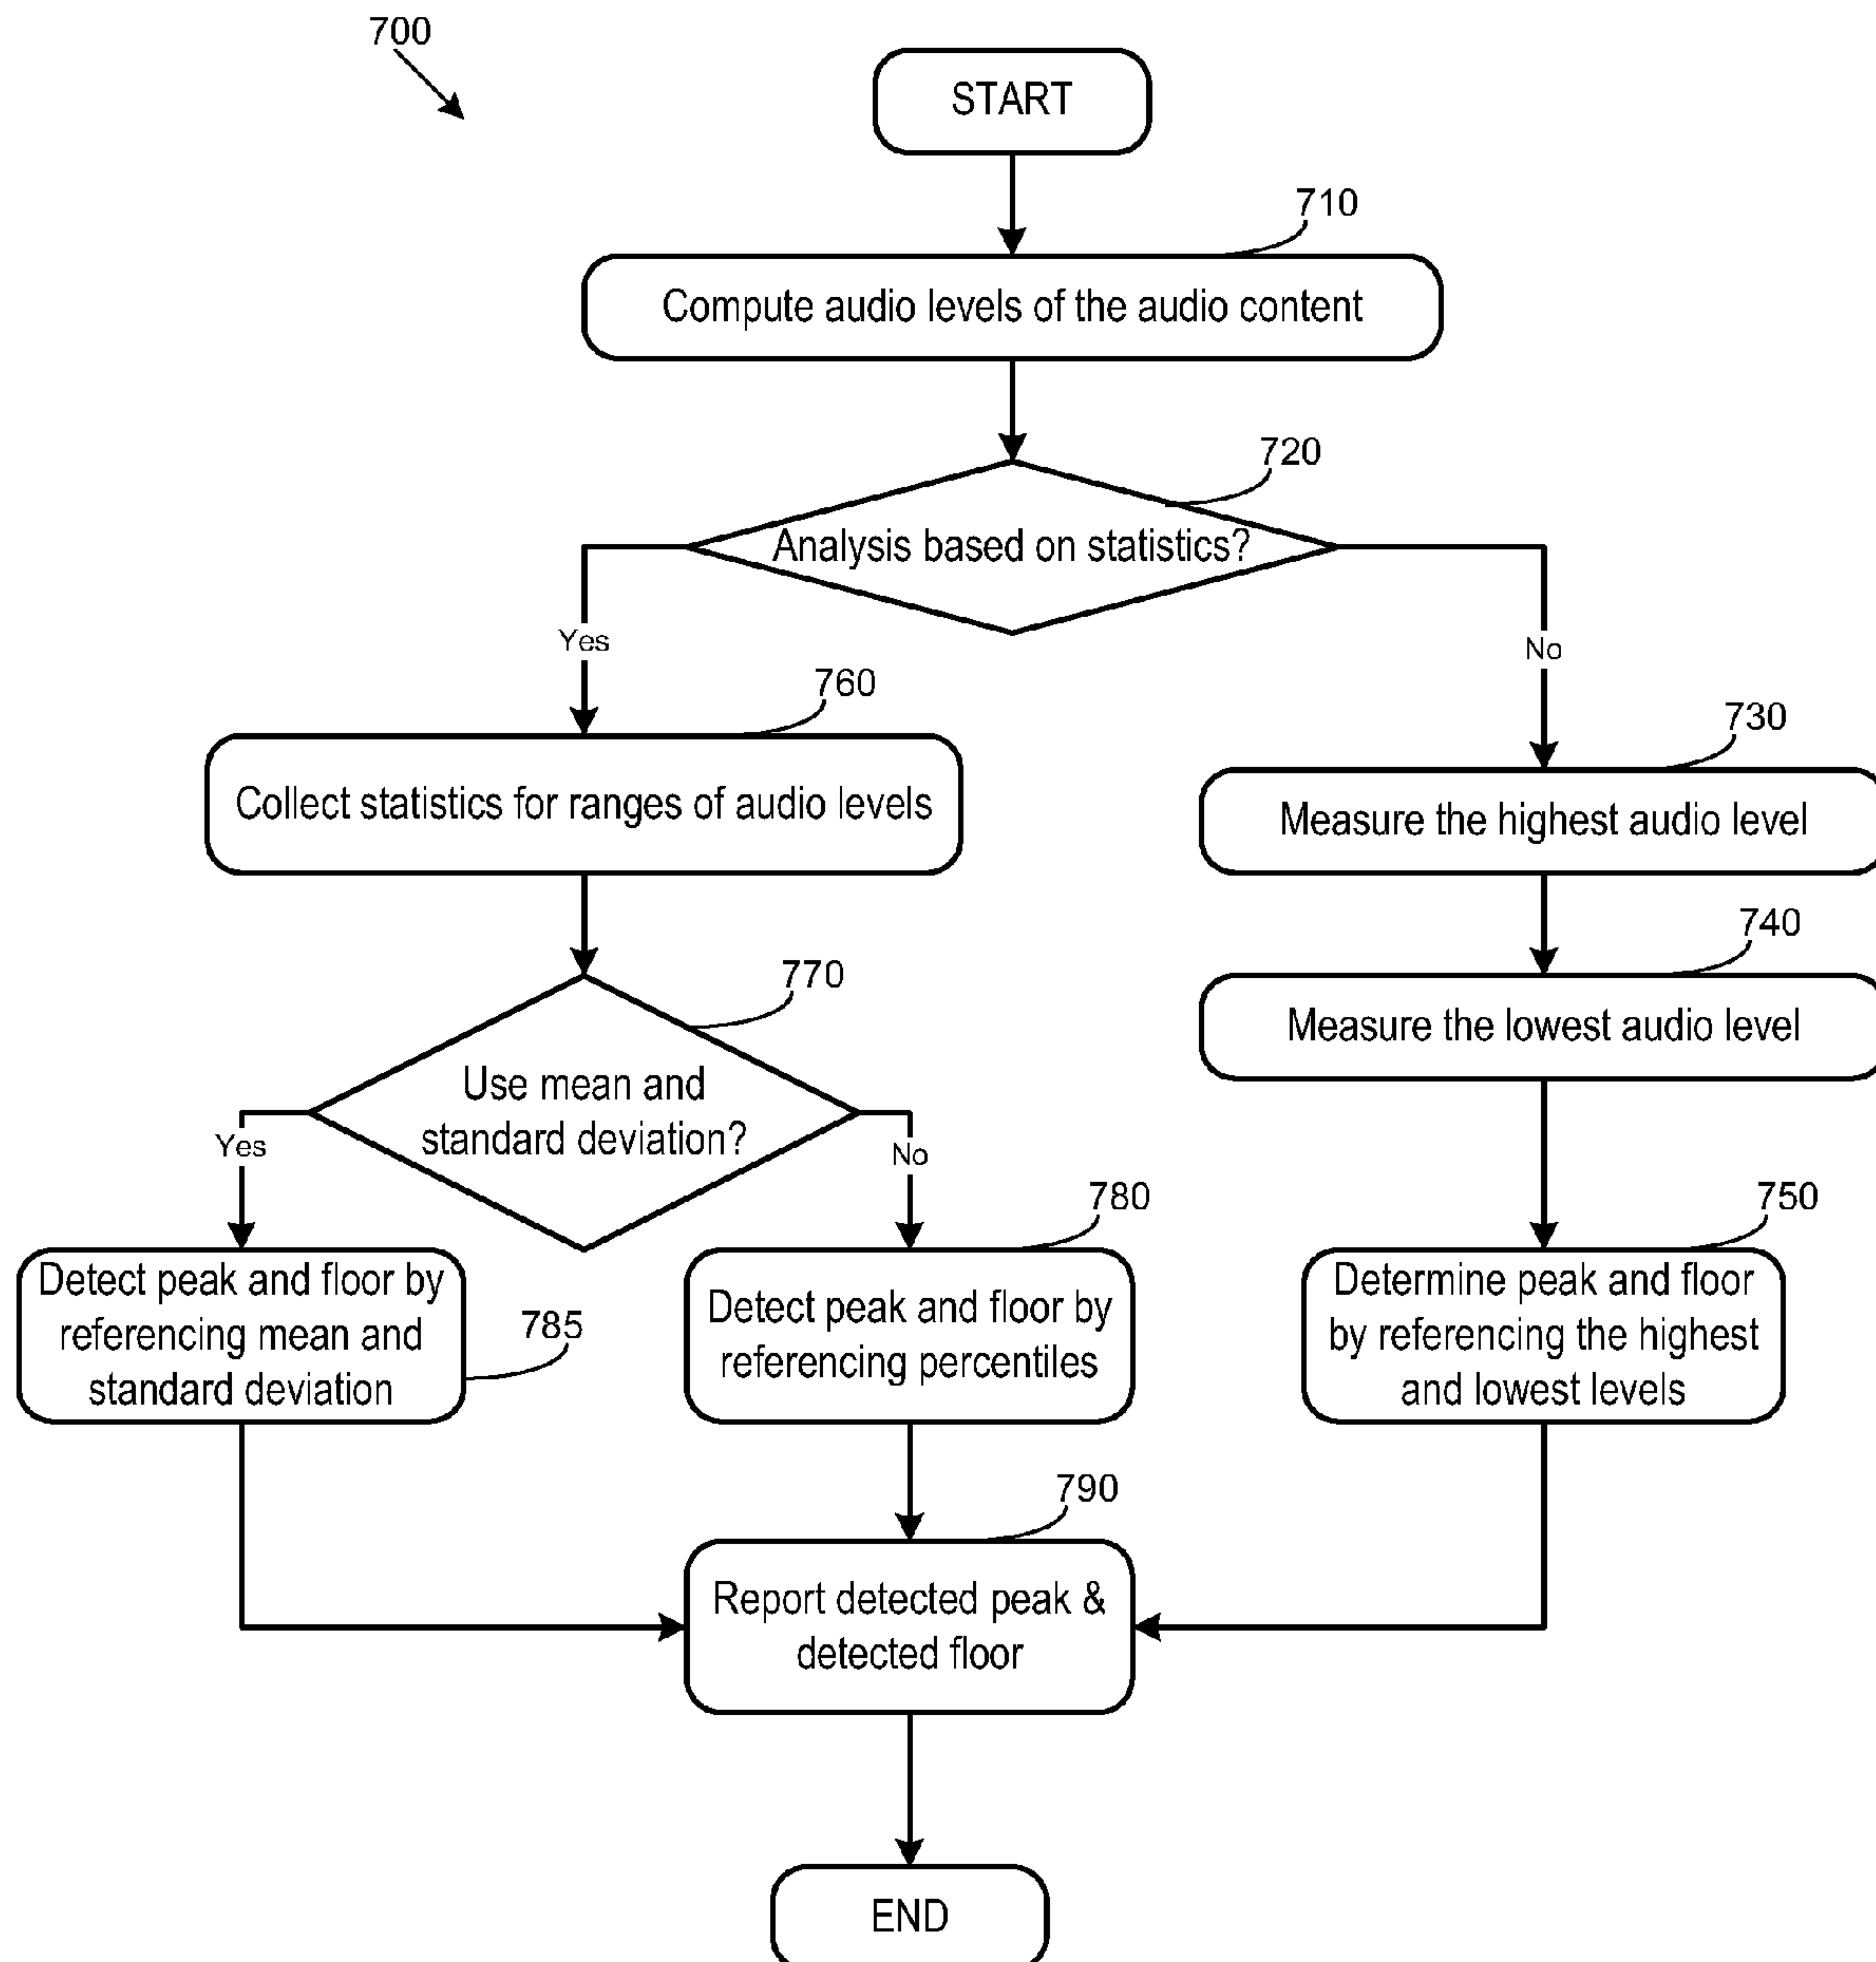 700
START
710
Compute audio levels of the audio content
720
Analysis based on statistics?
Yes
No
760
Collect statistics for ranges of audio levels
730
Measure the highest audio level
740
Measure the lowest audio level
770
Use mean and
standard deviation?
Yes
No
785
Detect peak and floor by
referencing mean and
standard deviation
780
Detect peak and floor by
referencing percentiles
750
Determine peak and floor
by referencing the highest
and lowest levels
790
Report detected peak &
detected floor
END